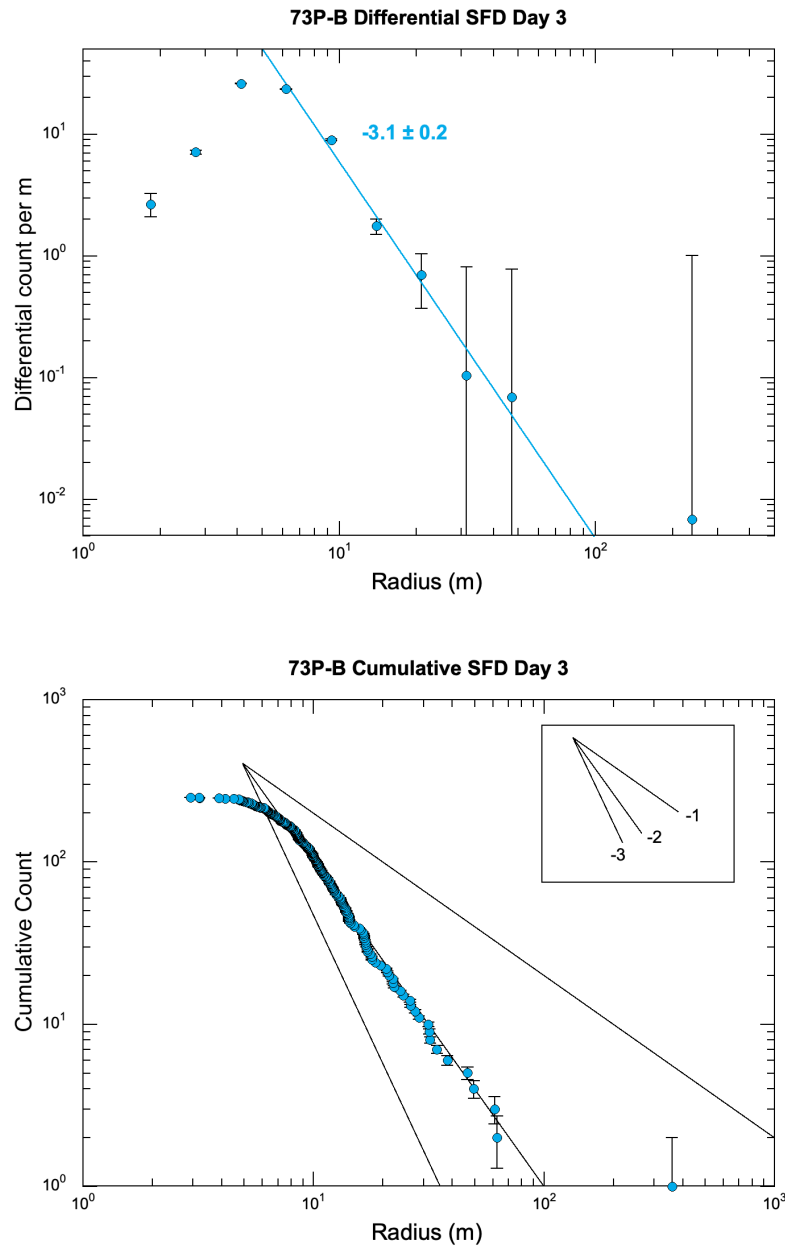 73P-B Differential SFD Day 3
10¹
10⁰
10⁻¹
10⁻²
Differential count per m
-3.1 ± 0.2
10⁰ 10¹ 10²
Radius (m)
73P-B Cumulative SFD Day 3
10³
10²
10¹
10⁰
Cumulative Count
-1
-2
-3
10⁰ 10¹ 10² 10³
Radius (m)